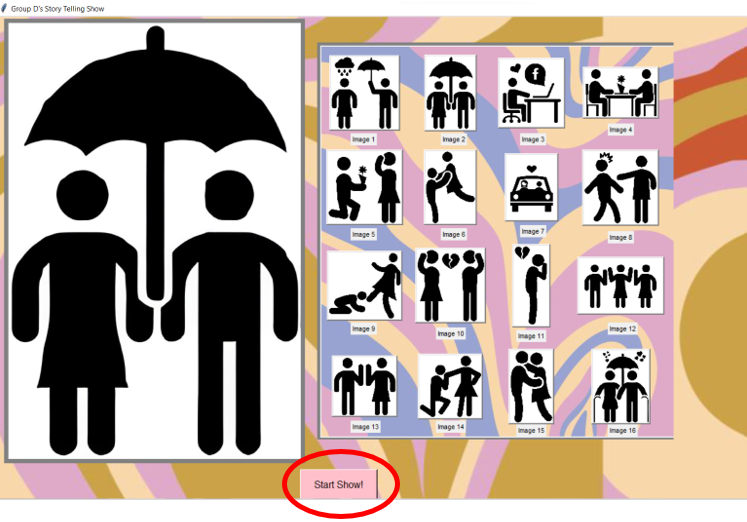 Group D's Story Telling Show
Image 1
Image 2
Image 3
Image 4
Image 5
Image 6
Image 7
Image 8
Image 9
Image 10
Image 11
Image 12
Image 13
Image 14
Image 15
Image 16
Start Show!